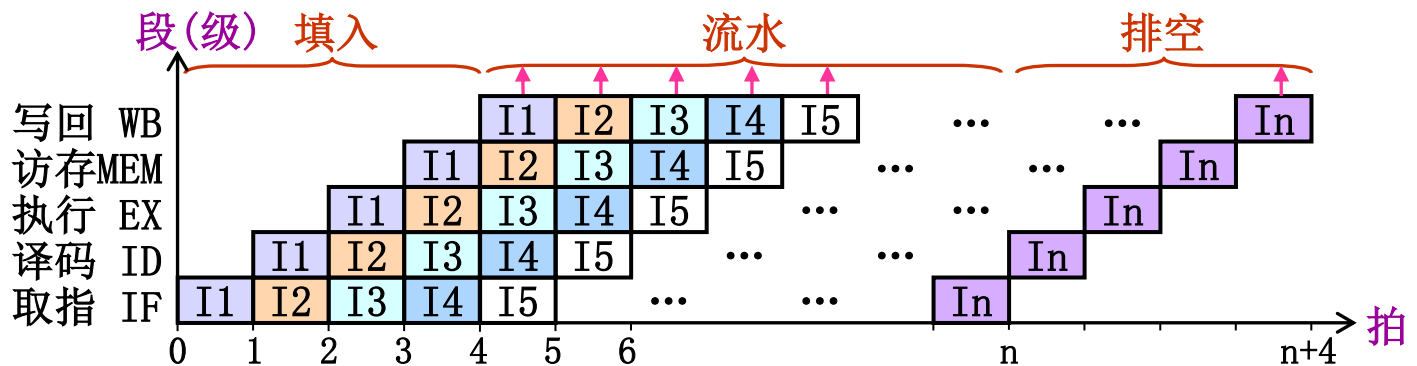 段(级) 填入 流水 排空
写回 WB I1 I2 I3 I4 I5 ... ... In
访存MEM I1 I2 I3 I4 I5 ... ... In
执行 EX I1 I2 I3 I4 I5 ... ... In
译码 ID I1 I2 I3 I4 I5 ... ... In
取指 IF I1 I2 I3 I4 I5 ... ... In 拍
0 1 2 3 4 5 6 n n+4